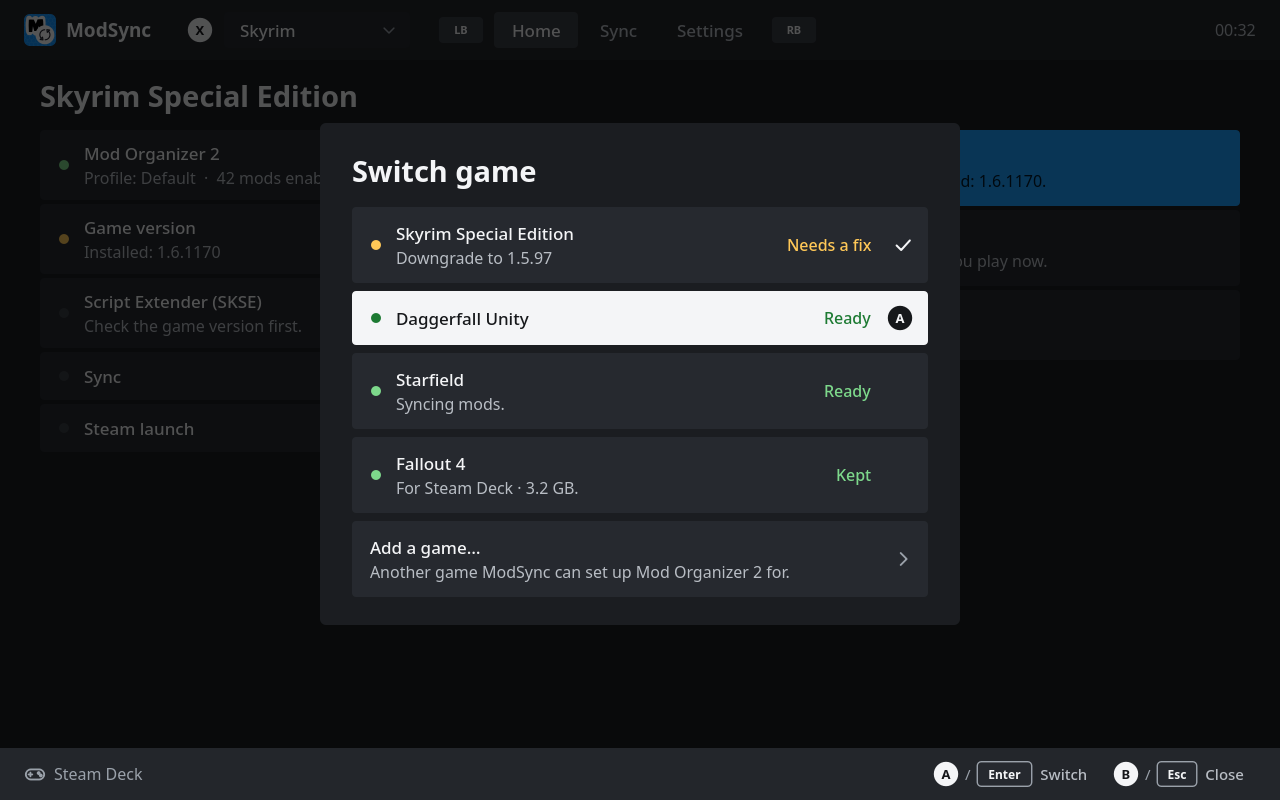 ModSync
X
Skyrim
LB
Home
Sync
Settings
RB
00:32
Skyrim Special Edition
Mod Organizer 2
Profile: Default · 42 mods enab
Game version
Installed: 1.6.1170
Script Extender (SKSE)
Check the game version first.
Sync
Steam launch
d: 1.6.1170.
ou play now.
Switch game
Skyrim Special Edition
Downgrade to 1.5.97
Needs a fix
Daggerfall Unity
Ready
A
Starfield
Syncing mods.
Ready
Fallout 4
For Steam Deck · 3.2 GB.
Kept
Add a game…
Another game ModSync can set up Mod Organizer 2 for.
Steam Deck
A / Enter Switch
B / Esc Close